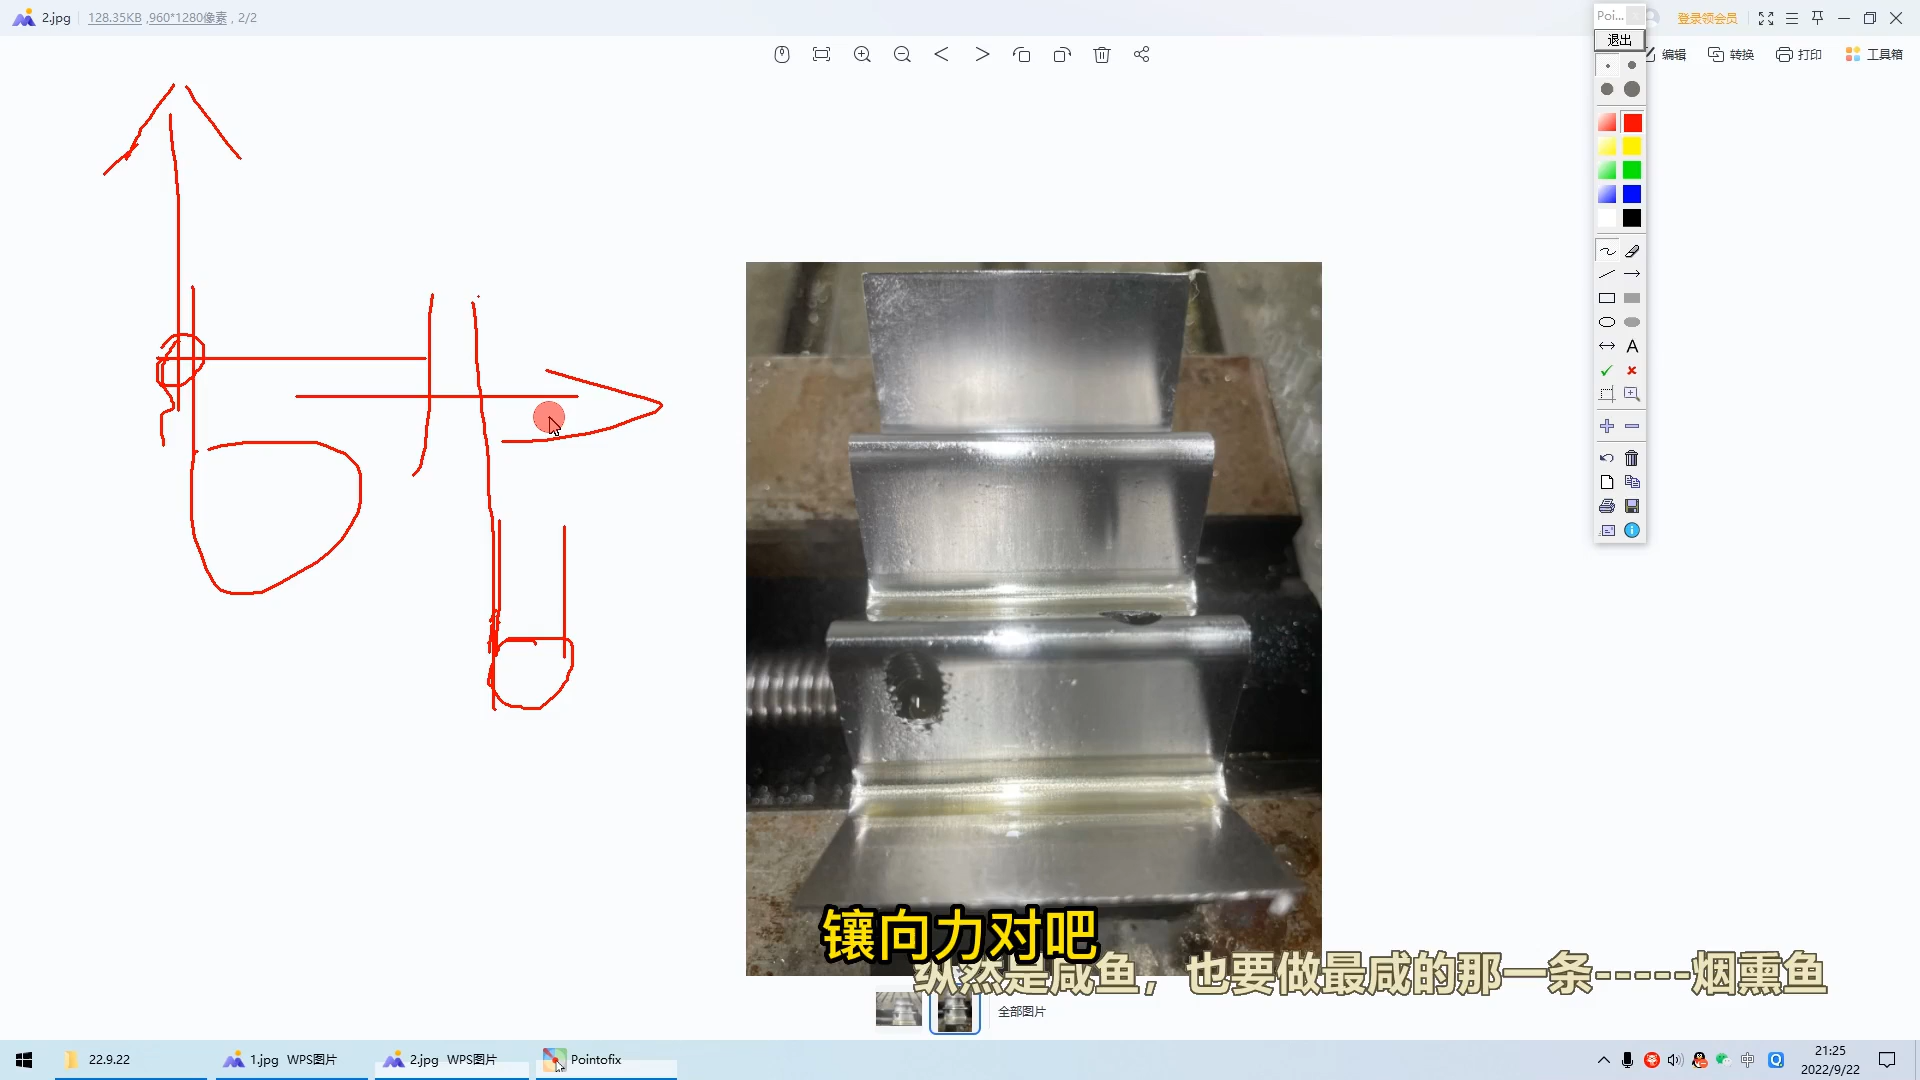 2.jpg 128.35KB ,960*1280像素 , 2/2
Poi...
登录领会员
退出
编辑 转换 打印 工具箱
A
镶向力对吧
纵然是咸鱼，也要做最咸的那一条-----烟熏鱼
全部图片
22.9.22 1.jpg WPS图片 2.jpg WPS图片 Pointofix
中
21:25
2022/9/22